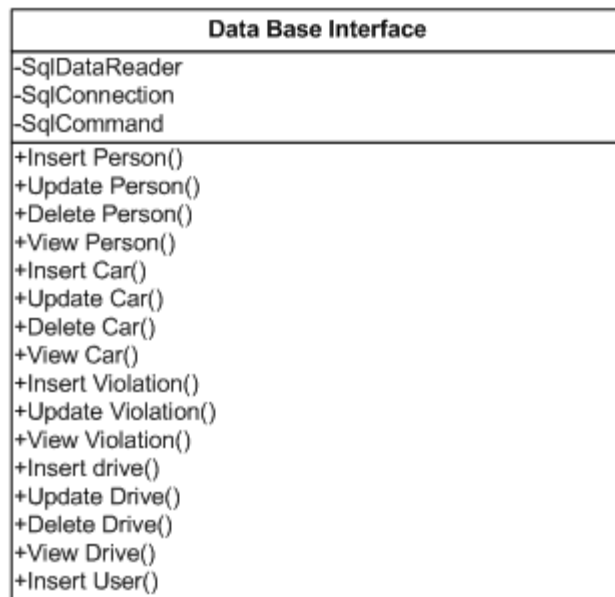 Data Base Interface
-SqlDataReader
-SqlConnection
-SqlCommand
+Insert Person()
+Update Person()
+Delete Person()
+View Person()
+Insert Car()
+Update Car()
+Delete Car()
+View Car()
+Insert Violation()
+Update Violation()
+View Violation()
+Insert drive()
+Update Drive()
+Delete Drive()
+View Drive()
+Insert User()